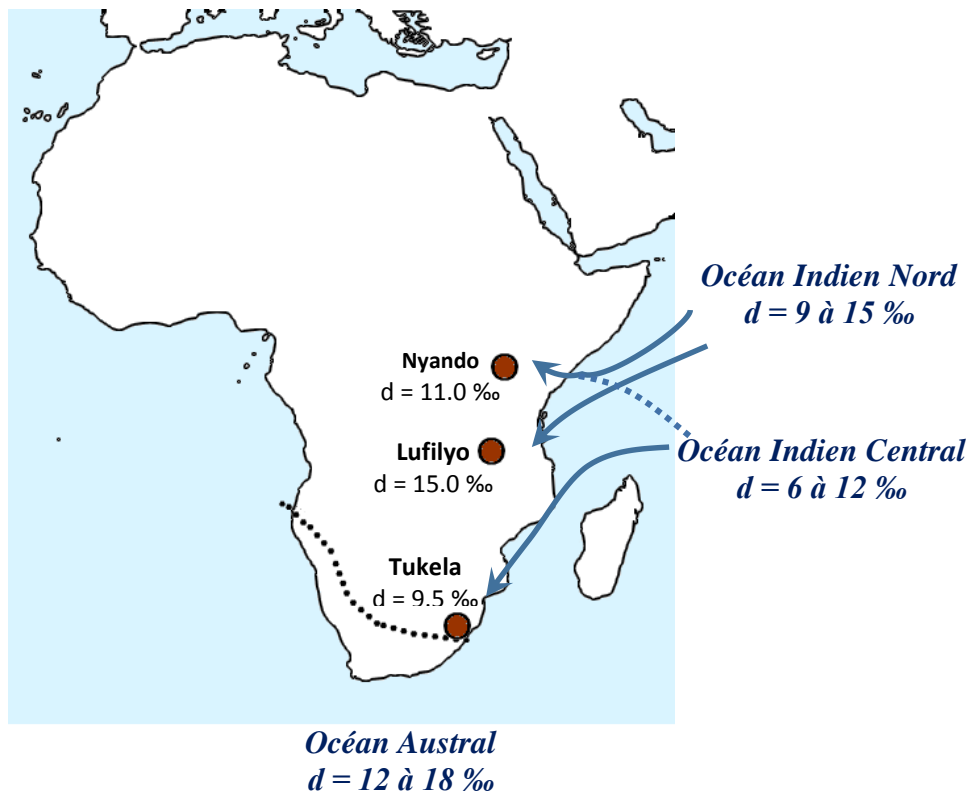 Océan Indien Nord
d = 9 à 15 ‰
Nyando
d = 11.0 ‰
Lufilyo
d = 15.0 ‰
Océan Indien Central
d = 6 à 12 ‰
Tukela
d = 9.5 ‰
Océan Austral
d = 12 à 18 ‰